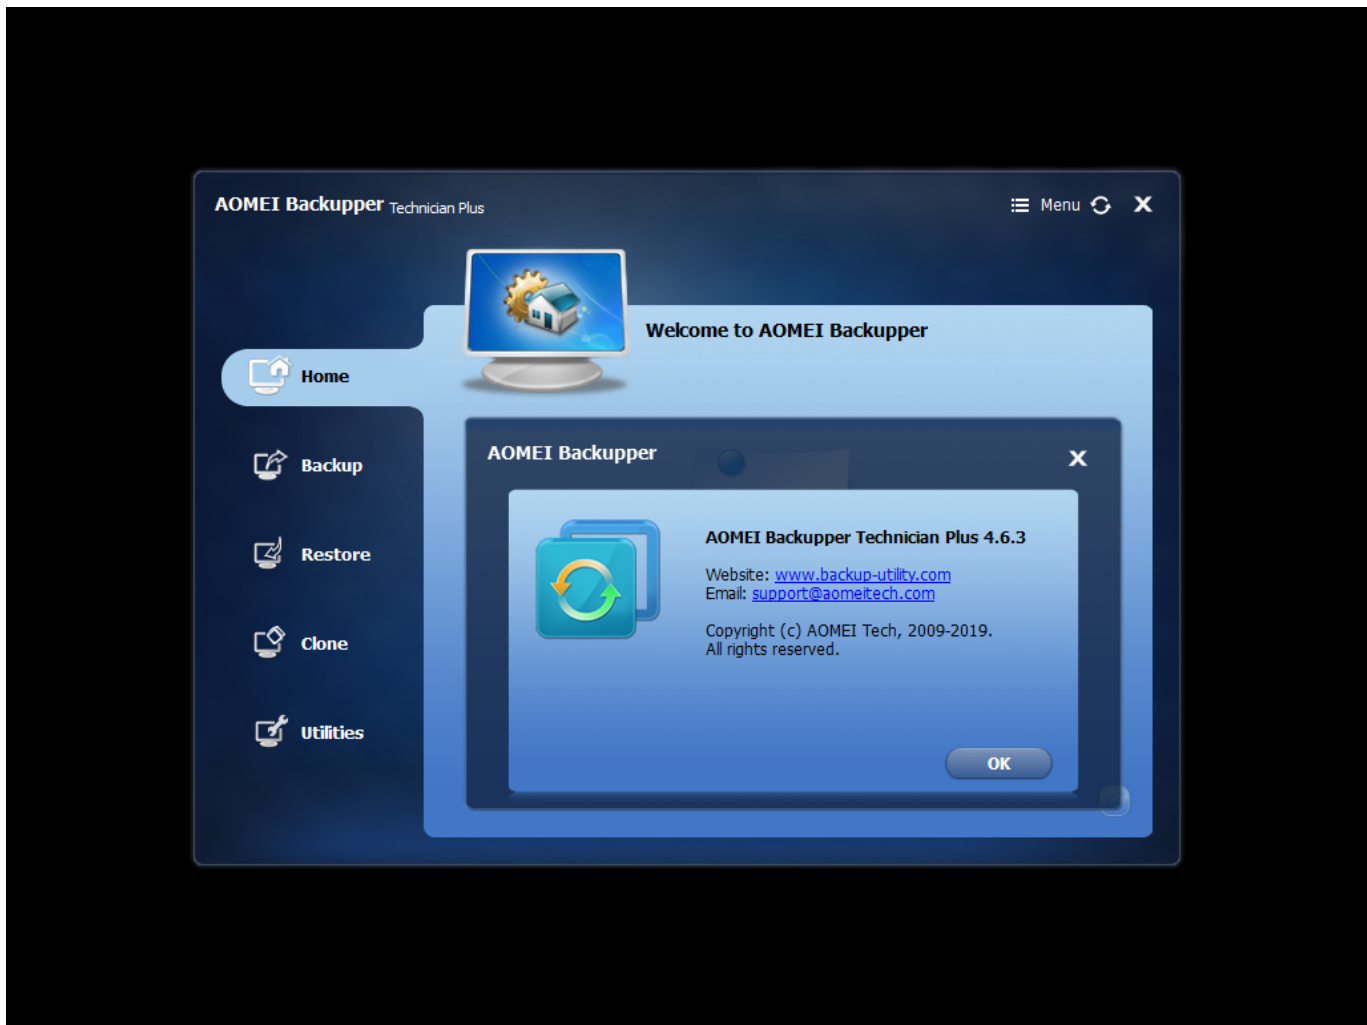 AOMEI Backupper Technician Plus
Menu
Welcome to AOMEI Backupper
Home
Backup
Restore
Clone
Utilities
AOMEI Backupper
AOMEI Backupper Technician Plus 4.6.3
Website: www.backup-utility.com
Email: support@aomeitech.com
Copyright (c) AOMEI Tech, 2009-2019.
All rights reserved.
OK